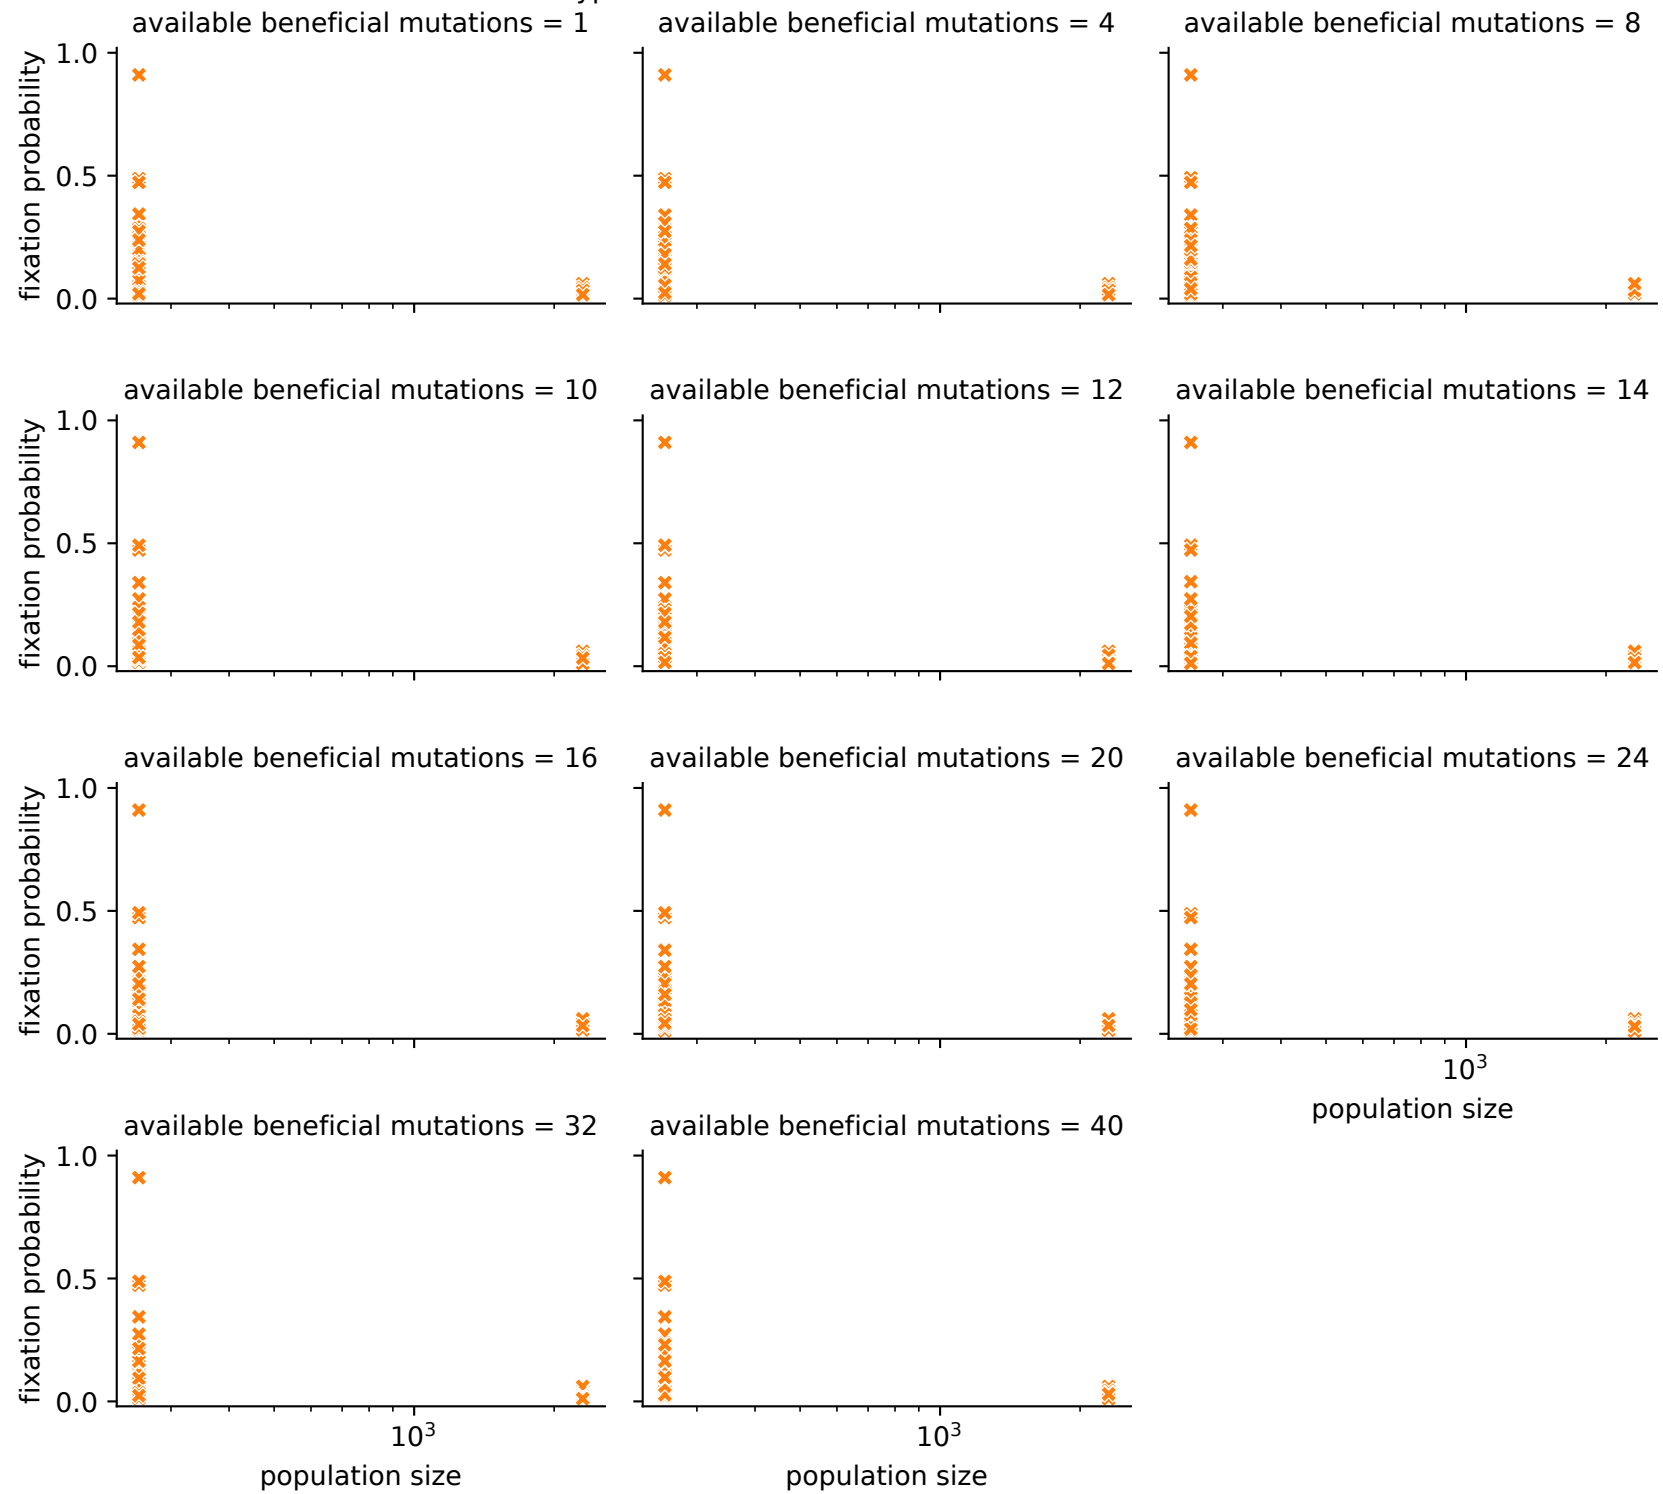 available beneficial mutations = 1
available beneficial mutations = 4
available beneficial mutations = 8
fixation probability
1.0
0.5
0.0
available beneficial mutations = 10
available beneficial mutations = 12
available beneficial mutations = 14
fixation probability
1.0
0.5
0.0
available beneficial mutations = 16
available beneficial mutations = 20
available beneficial mutations = 24
fixation probability
1.0
0.5
0.0
10³
population size
available beneficial mutations = 32
available beneficial mutations = 40
fixation probability
1.0
0.5
0.0
10³
10³
population size
population size